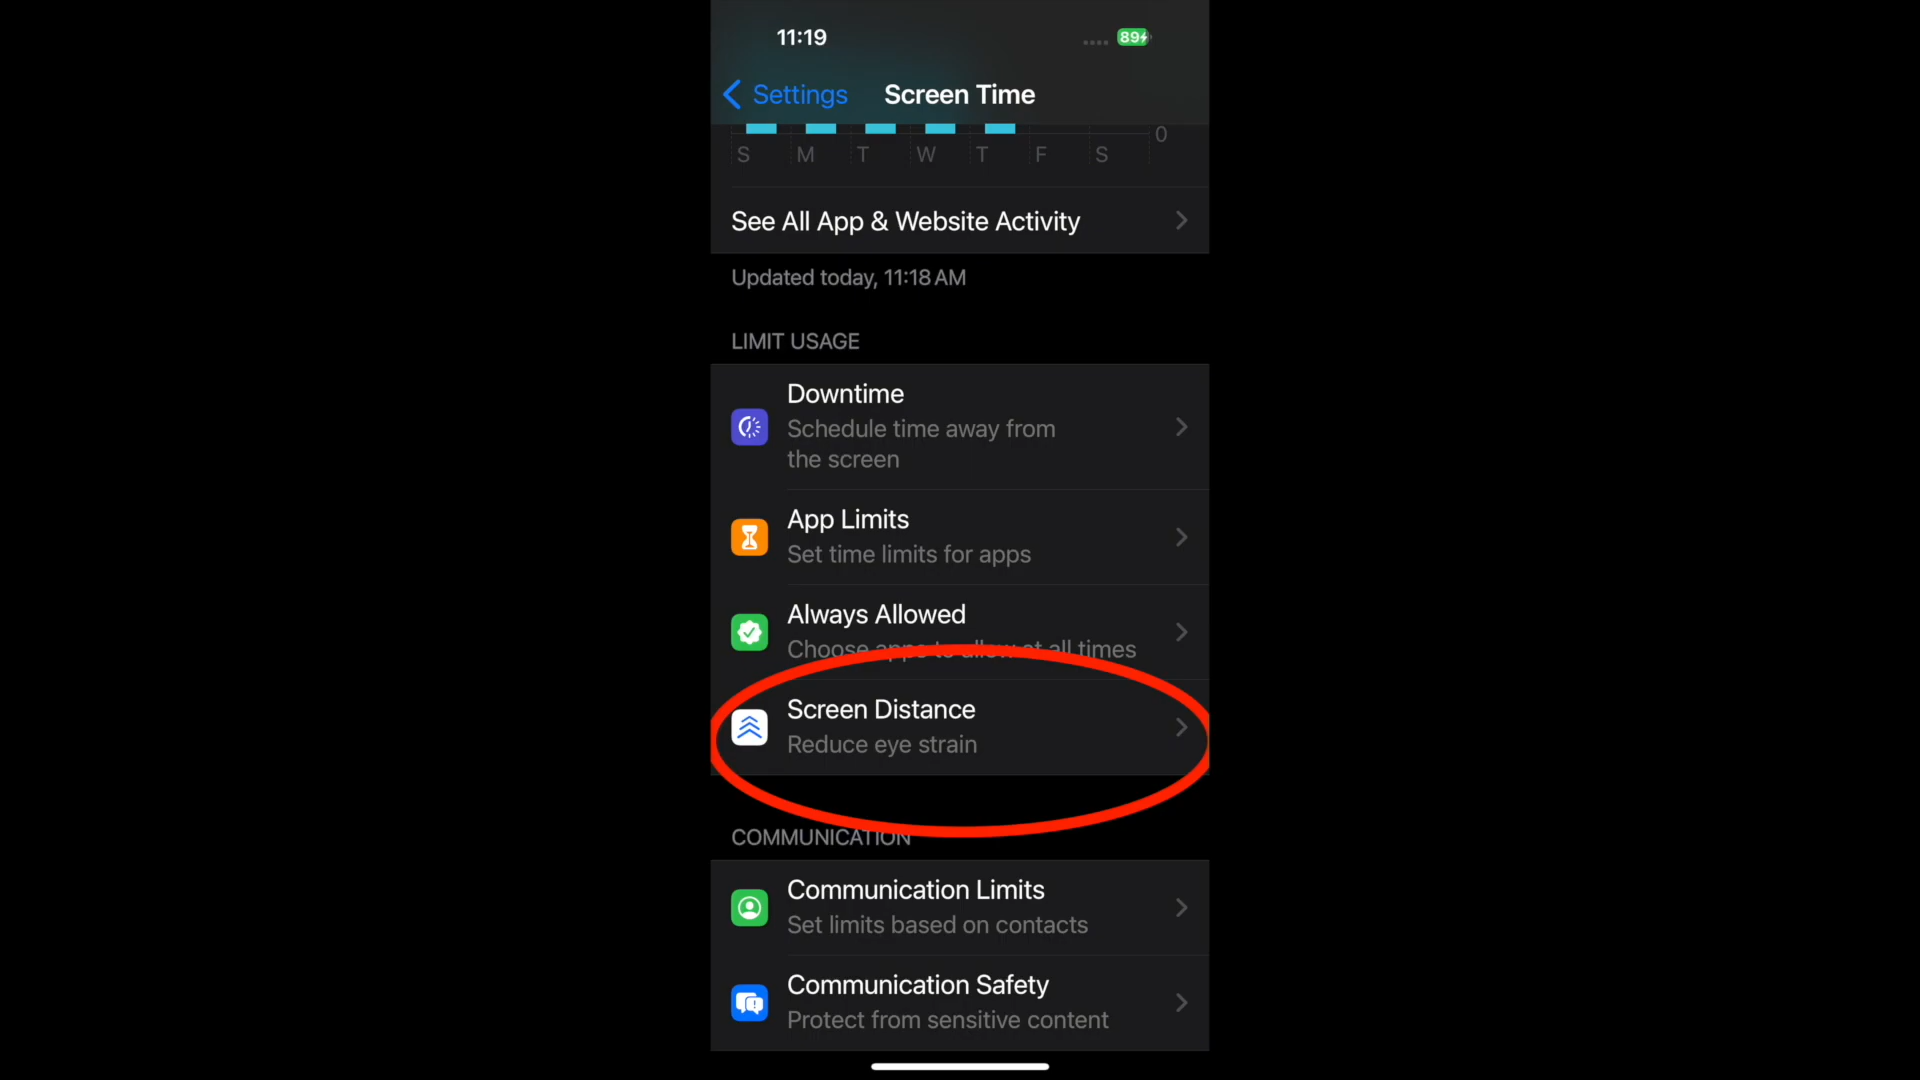 11:19
89
Settings
Screen Time
0
S M T W T F S
See All App & Website Activity
Updated today, 11:18 AM
LIMIT USAGE
Downtime
Schedule time away from
the screen
App Limits
Set time limits for apps
Always Allowed
Choose apps to allow at all times
Screen Distance
Reduce eye strain
COMMUNICATION
Communication Limits
Set limits based on contacts
Communication Safety
Protect from sensitive content